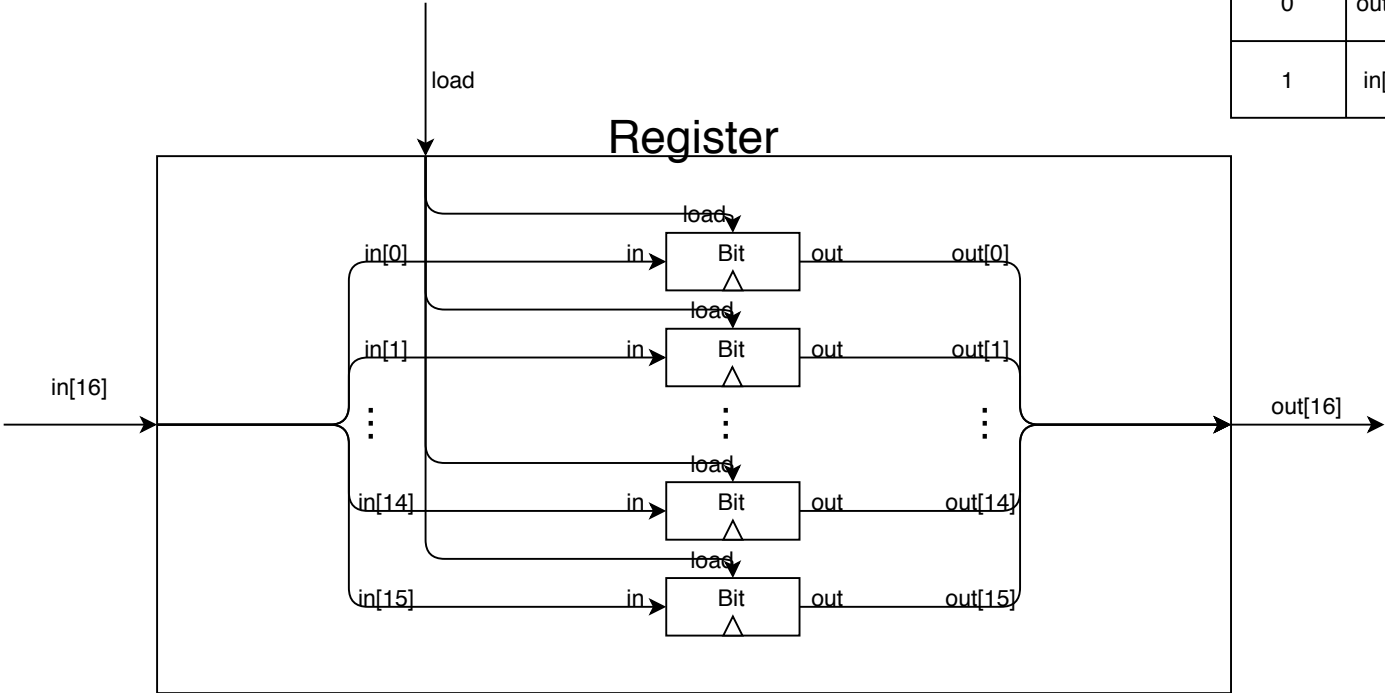 0 out
load
1 in[
Register
load
in[0] in Bit out out[0]
load
in[1] in Bit out out[1]
in[16]
out[16]
load
in[14] in Bit out out[14]
load
in[15] in Bit out out[15]